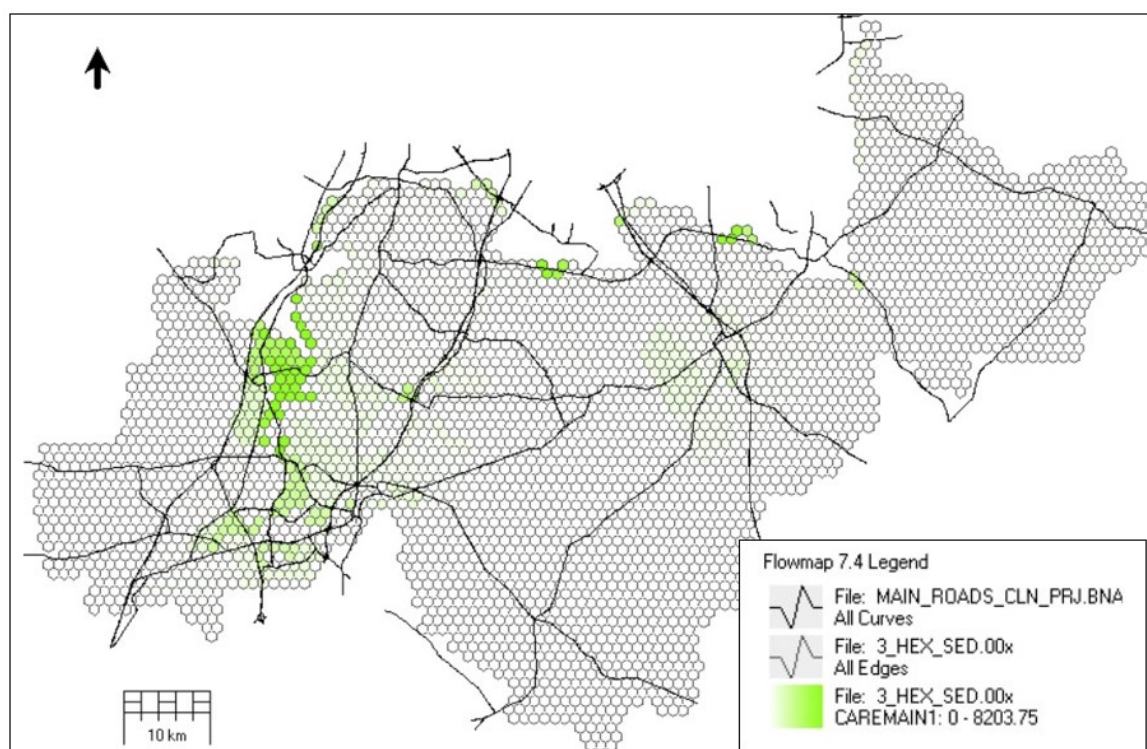 Flowmap 7.4 Legend
File: MAIN_ROADS_CLN_PRJ.BNA
All Curves
File: 3_HEX_SED.00x
All Edges
File: 3_HEX_SED.00x
CAREMAIN1: 0 - 8203.75
10 km